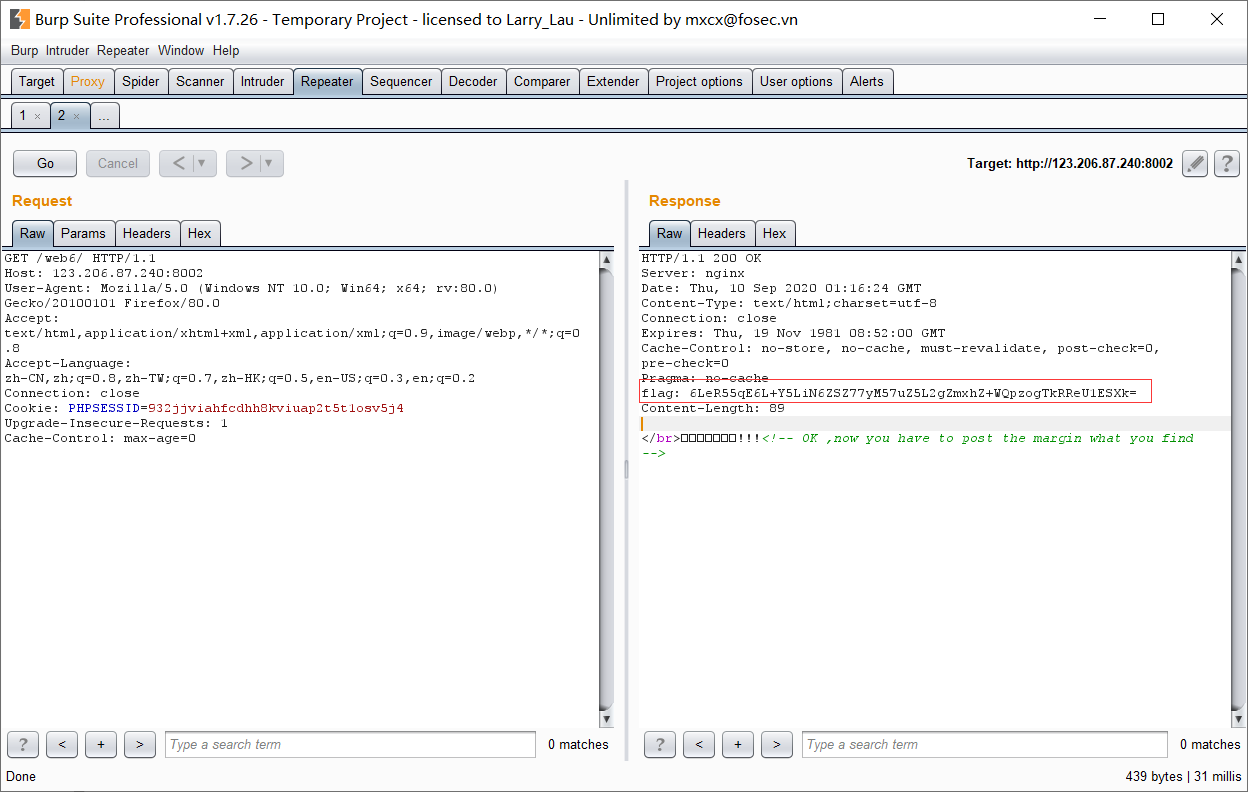 Burp Suite Professional v1.7.26 - Temporary Project - licensed to Larry_Lau - Unlimited by mxcx@fosec.vn
Burp Intruder Repeater Window Help
Target Proxy Spider Scanner Intruder Repeater Sequencer Decoder Comparer Extender Project options User options Alerts
1 × 2 × ...
Go Cancel < ▼ > ▼ Target: http://123.206.87.240:8002 ?
Request
Raw Params Headers Hex
GET /web6/ HTTP/1.1
Host: 123.206.87.240:8002
User-Agent: Mozilla/5.0 (Windows NT 10.0; Win64; x64; rv:80.0)
Gecko/20100101 Firefox/80.0
Accept:
text/html,application/xhtml+xml,application/xml;q=0.9,image/webp,*/*;q=0
.8
Accept-Language:
zh-CN,zh;q=0.8,zh-TW;q=0.7,zh-HK;q=0.5,en-US;q=0.3,en;q=0.2
Connection: close
Cookie: PHPSESSID=932jjviahfcdhh8kviuap2t5t1osv5j4
Upgrade-Insecure-Requests: 1
Cache-Control: max-age=0
? < + > Type a search term 0 matches
Response
Raw Headers Hex
HTTP/1.1 200 OK
Server: nginx
Date: Thu, 10 Sep 2020 01:16:24 GMT
Content-Type: text/html;charset=utf-8
Connection: close
Expires: Thu, 19 Nov 1981 08:52:00 GMT
Cache-Control: no-store, no-cache, must-revalidate, post-check=0,
pre-check=0
Pragma: no-cache
flag: 6LeR55qE6L+Y5LiN6ZSZ77yM57uZ5L2gZmxhZ+WQpzogTkRReU1ESXk=
Content-Length: 89
</br>□□□□□□□!!!<!-- OK ,now you have to post the margin what you find
-->
? < + > Type a search term 0 matches
Done 439 bytes | 31 millis